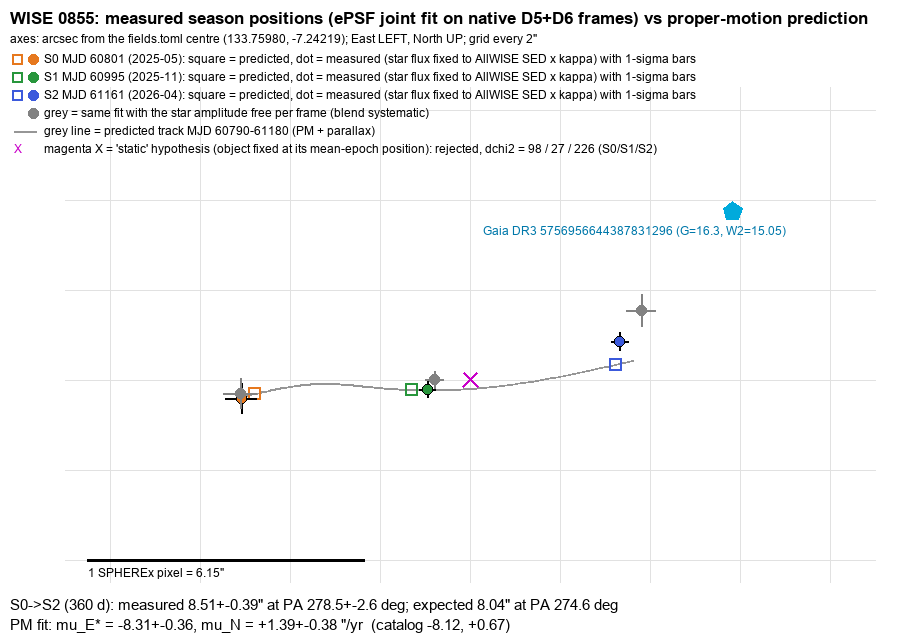 WISE 0855: measured season positions (ePSF joint fit on native D5+D6 frames) vs proper-motion prediction
axes: arcsec from the fields.toml centre (133.75980, -7.24219); East LEFT, North UP; grid every 2"
S0 MJD 60801 (2025-05): square = predicted, dot = measured (star flux fixed to AllWISE SED x kappa) with 1-sigma bars
S1 MJD 60995 (2025-11): square = predicted, dot = measured (star flux fixed to AllWISE SED x kappa) with 1-sigma bars
S2 MJD 61161 (2026-04): square = predicted, dot = measured (star flux fixed to AllWISE SED x kappa) with 1-sigma bars
grey = same fit with the star amplitude free per frame (blend systematic)
grey line = predicted track MJD 60790-61180 (PM + parallax)
magenta X = 'static' hypothesis (object fixed at its mean-epoch position): rejected, dchi2 = 98 / 27 / 226 (S0/S1/S2)
Gaia DR3 5756956644387831296 (G=16.3, W2=15.05)
1 SPHEREx pixel = 6.15"
S0->S2 (360 d): measured 8.51+-0.39" at PA 278.5+-2.6 deg; expected 8.04" at PA 274.6 deg
PM fit: mu_E* = -8.31+-0.36, mu_N = +1.39+-0.38 "/yr  (catalog -8.12, +0.67)